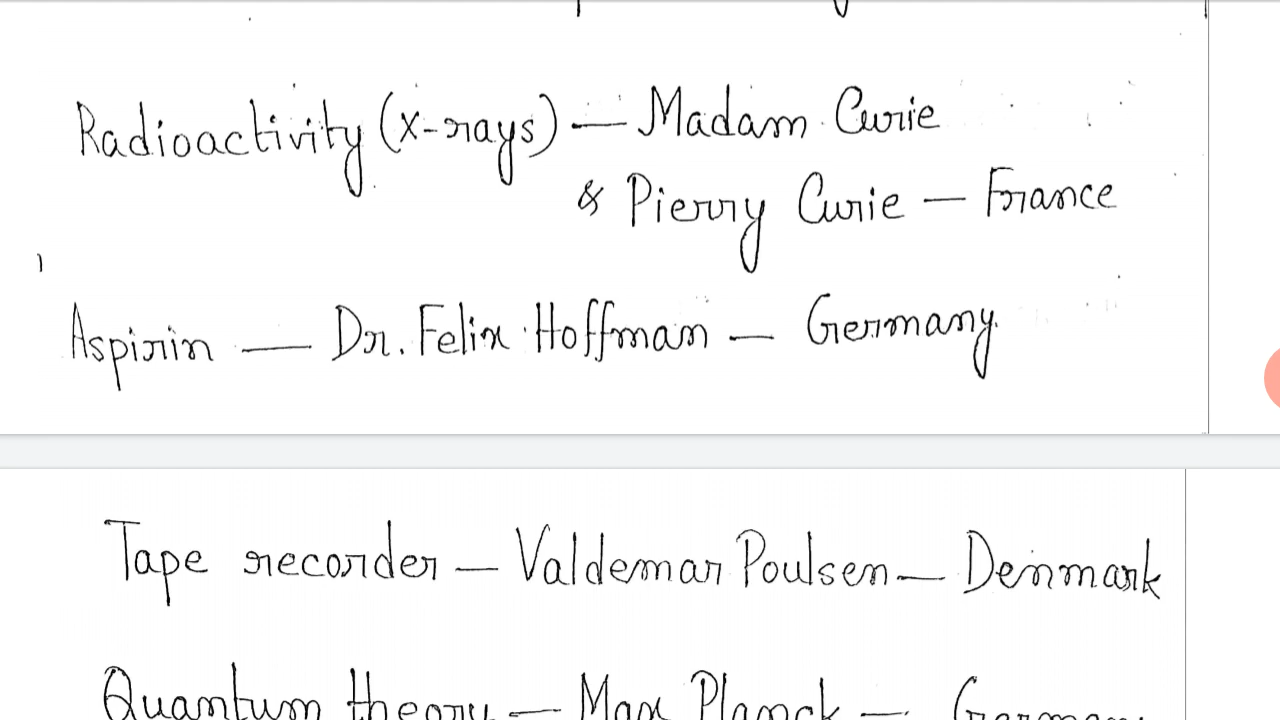 Radioactivity (x-rays) — Madam Curie
& Pierry Curie — France
Aspirin — Dr. Felix Hoffman — Germany
Tape recorder — Valdemar Poulsen — Denmark
Quantum theory — Max Planck — Germany